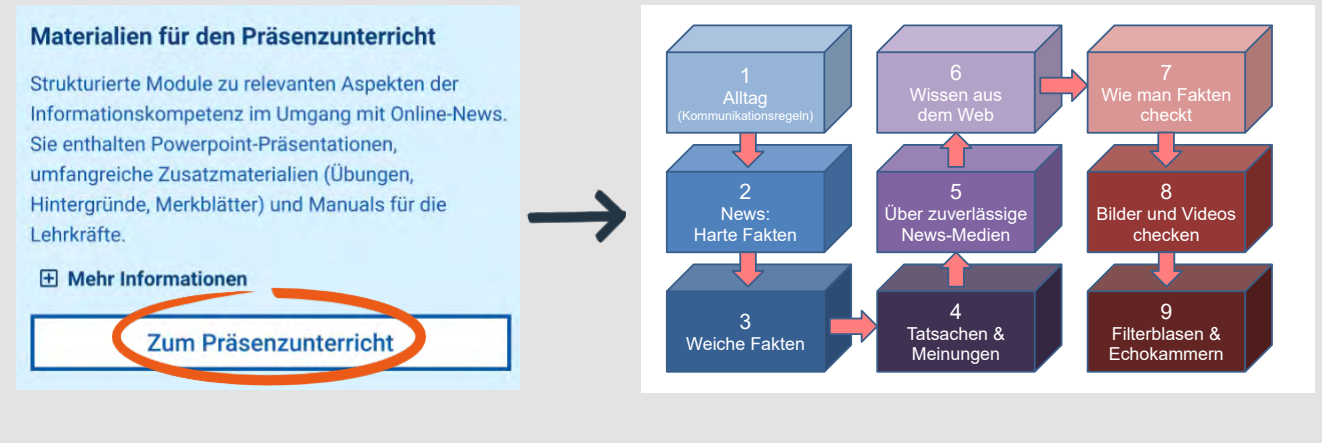 Materialien für den Präsenzunterricht
Strukturierte Module zu relevanten Aspekten der
Informationskompetenz im Umgang mit Online-News.
Sie enthalten Powerpoint-Präsentationen,
umfangreiche Zusatzmaterialien (Übungen,
Hintergründe, Merkblätter) und Manuals für die
Lehrkräfte.
Mehr Informationen
Zum Präsenzunterricht
1
Alltag
(Kommunikationsregeln)
2
News:
Harte Fakten
3
Weiche Fakten
4
Tatsachen &
Meinungen
5
Über zuverlässige
News-Medien
6
Wissen aus
dem Web
7
Wie man Fakten
checkt
8
Bilder und Videos
checken
9
Filterblasen &
Echokammern